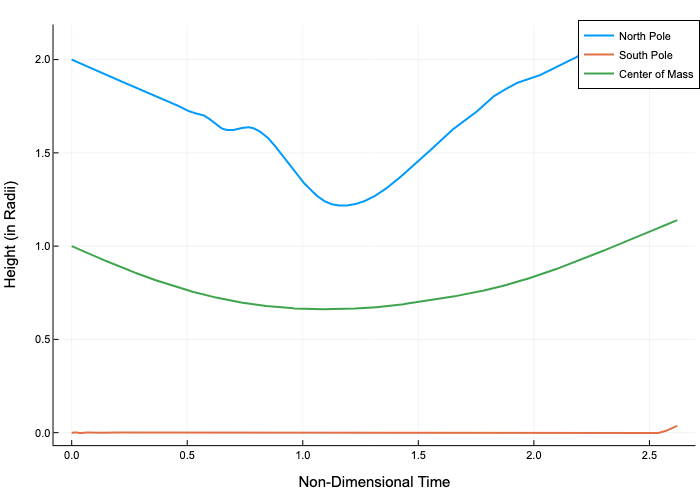 North Pole
South Pole
Center of Mass
2.0
1.5
1.0
0.5
0.0
Height (in Radii)
0.0 0.5 1.0 1.5 2.0 2.5
Non-Dimensional Time